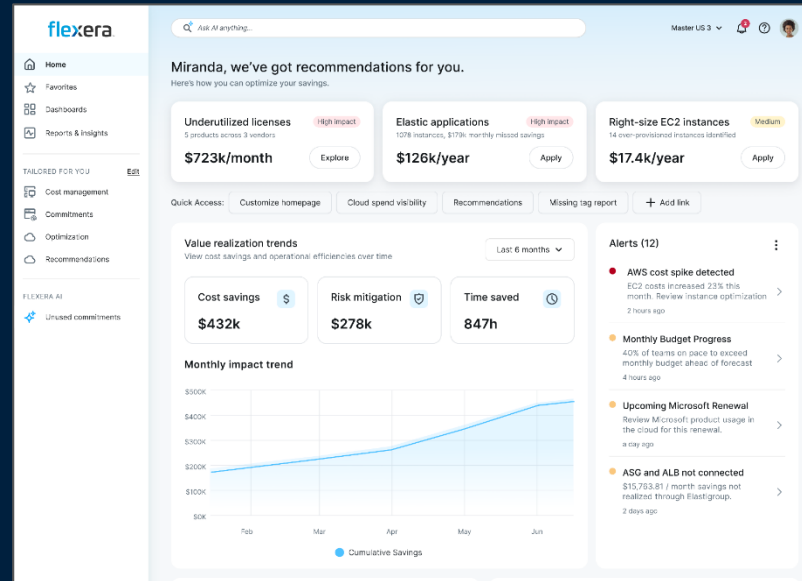 flexera
Ask AI anything...
Master US 3
Home
Favorites
Dashboards
Reports & insights
TAILORED FOR YOU
Edit
Cost management
Commitments
Optimization
Recommendations
FLEXERA AI
Unused commitments
Miranda, we've got recommendations for you.
Here's how you can optimize your savings.
Underutilized licenses
High impact
5 products across 3 vendors
$723k/month
Explore
Elastic applications
High impact
1078 instances, $179k monthly missed savings
$126k/year
Apply
Right-size EC2 instances
Medium
14 over-provisioned instances identified
$17.4k/year
Apply
Quick Access:
Customize homepage
Cloud spend visibility
Recommendations
Missing tag report
+ Add link
Value realization trends
View cost savings and operational efficiencies over time
Last 6 months
Cost savings
$
$432k
Risk mitigation
$278k
Time saved
847h
Monthly impact trend
$500K
$400K
$300K
$200K
$100K
$0K
Feb
Mar
Apr
May
Jun
Cumulative Savings
Alerts (12)
AWS cost spike detected
EC2 costs increased 23% this
month. Review instance optimization
2 hours ago
Monthly Budget Progress
40% of teams on pace to exceed
monthly budget ahead of forecast
4 hours ago
Upcoming Microsoft Renewal
Review Microsoft product usage in
the cloud for this renewal.
a day ago
ASG and ALB not connected
$15,763.81 / month savings not
realized through Elastigroup.
2 days ago